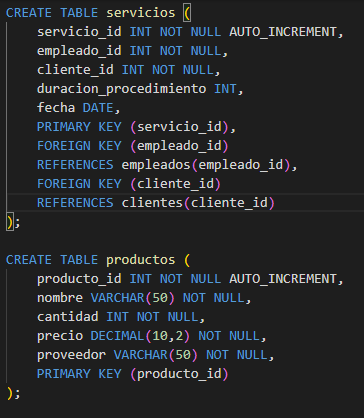 CREATE TABLE servicios (
    servicio_id INT NOT NULL AUTO_INCREMENT,
    empleado_id INT NOT NULL,
    cliente_id INT NOT NULL,
    duracion_procedimiento INT,
    fecha DATE,
    PRIMARY KEY (servicio_id),
    FOREIGN KEY (empleado_id)
    REFERENCES empleados(empleado_id),
    FOREIGN KEY (cliente_id)
    REFERENCES clientes(cliente_id)
);
CREATE TABLE productos (
    producto_id INT NOT NULL AUTO_INCREMENT,
    nombre VARCHAR(50) NOT NULL,
    cantidad INT NOT NULL,
    precio DECIMAL(10,2) NOT NULL,
    proveedor VARCHAR(50) NOT NULL,
    PRIMARY KEY (producto_id)
);